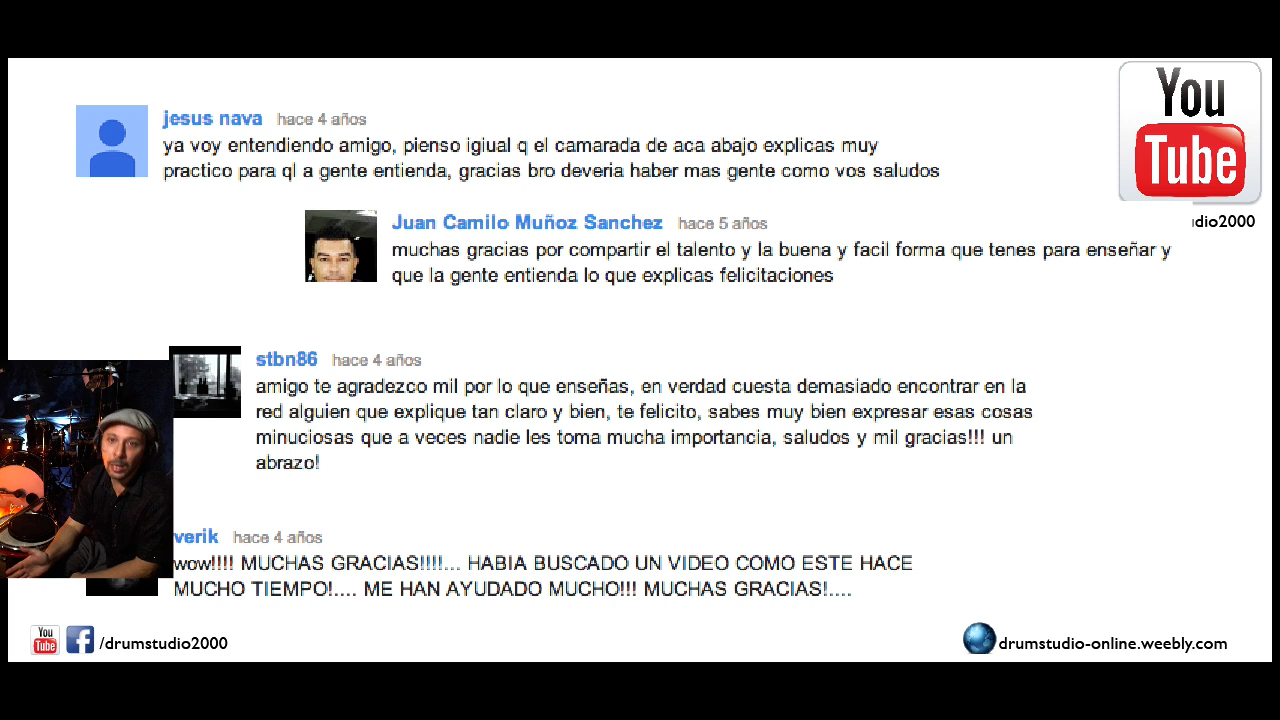 You
Tube
dio2000
jesus nava hace 4 años
ya voy entendiendo amigo, pienso igiual q el camarada de aca abajo explicas muy
practico para ql a gente entienda, gracias bro deveria haber mas gente como vos saludos
Juan Camilo Muñoz Sanchez hace 5 años
muchas gracias por compartir el talento y la buena y facil forma que tenes para enseñar y
que la gente entienda lo que explicas felicitaciones
stbn86 hace 4 años
amigo te agradezco mil por lo que enseñas, en verdad cuesta demasiado encontrar en la
red alguien que explique tan claro y bien, te felicito, sabes muy bien expresar esas cosas
minuciosas que a veces nadie les toma mucha importancia, saludos y mil gracias!!! un
abrazo!
verik hace 4 años
wow!!!! MUCHAS GRACIAS!!!!... HABIA BUSCADO UN VIDEO COMO ESTE HACE
MUCHO TIEMPO!.... ME HAN AYUDADO MUCHO!!! MUCHAS GRACIAS!....
You
Tube
f /drumstudio2000
drumstudio-online.weebly.com